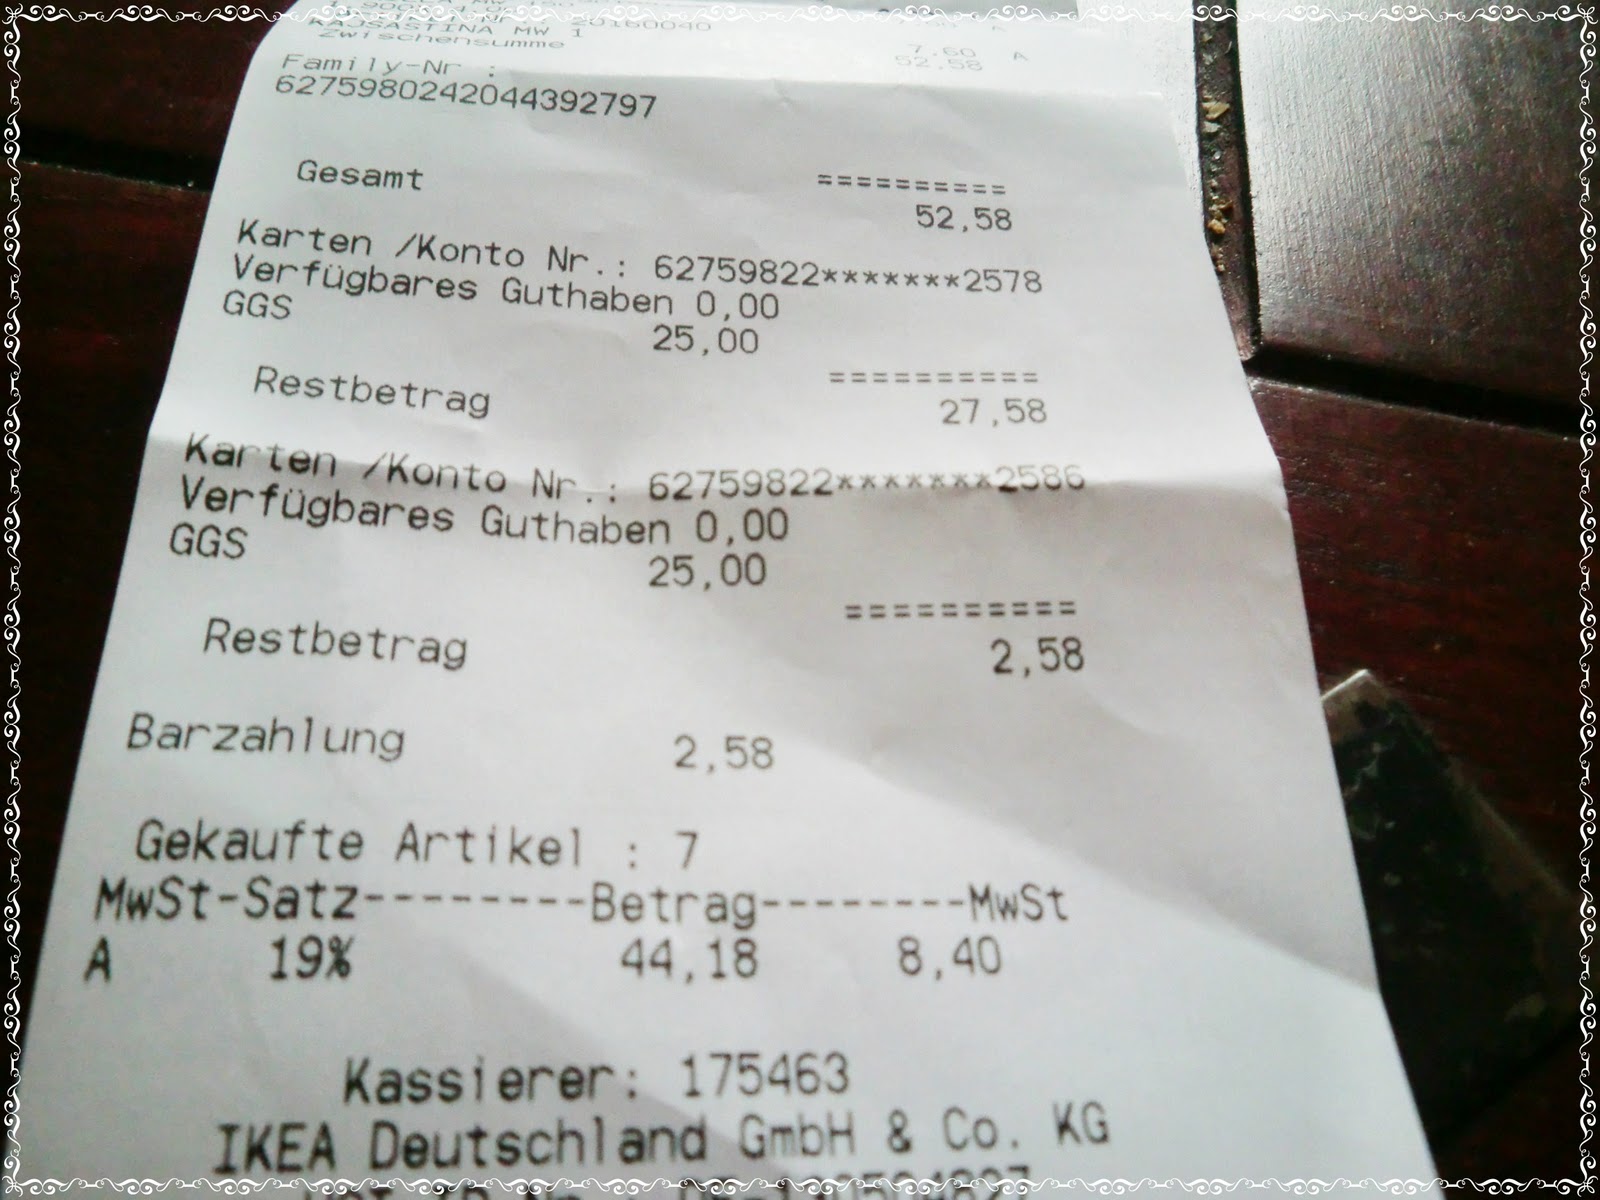 MW 1
Zwischensumme 52,58
7,60 A
Family-Nr :
6275980242044392797
Gesamt ==========
52,58
Karten /Konto Nr.: 62759822*******2578
Verfügbares Guthaben 0,00
GGS 25,00
Restbetrag ==========
27,58
Karten /Konto Nr.: 62759822*******2586
Verfügbares Guthaben 0,00
GGS 25,00
==========
Restbetrag 2,58
Barzahlung 2,58
Gekaufte Artikel : 7
MwSt-Satz--------Betrag--------MwSt
A 19% 44,18 8,40
Kassierer: 175463
IKEA Deutschland GmbH & Co. KG